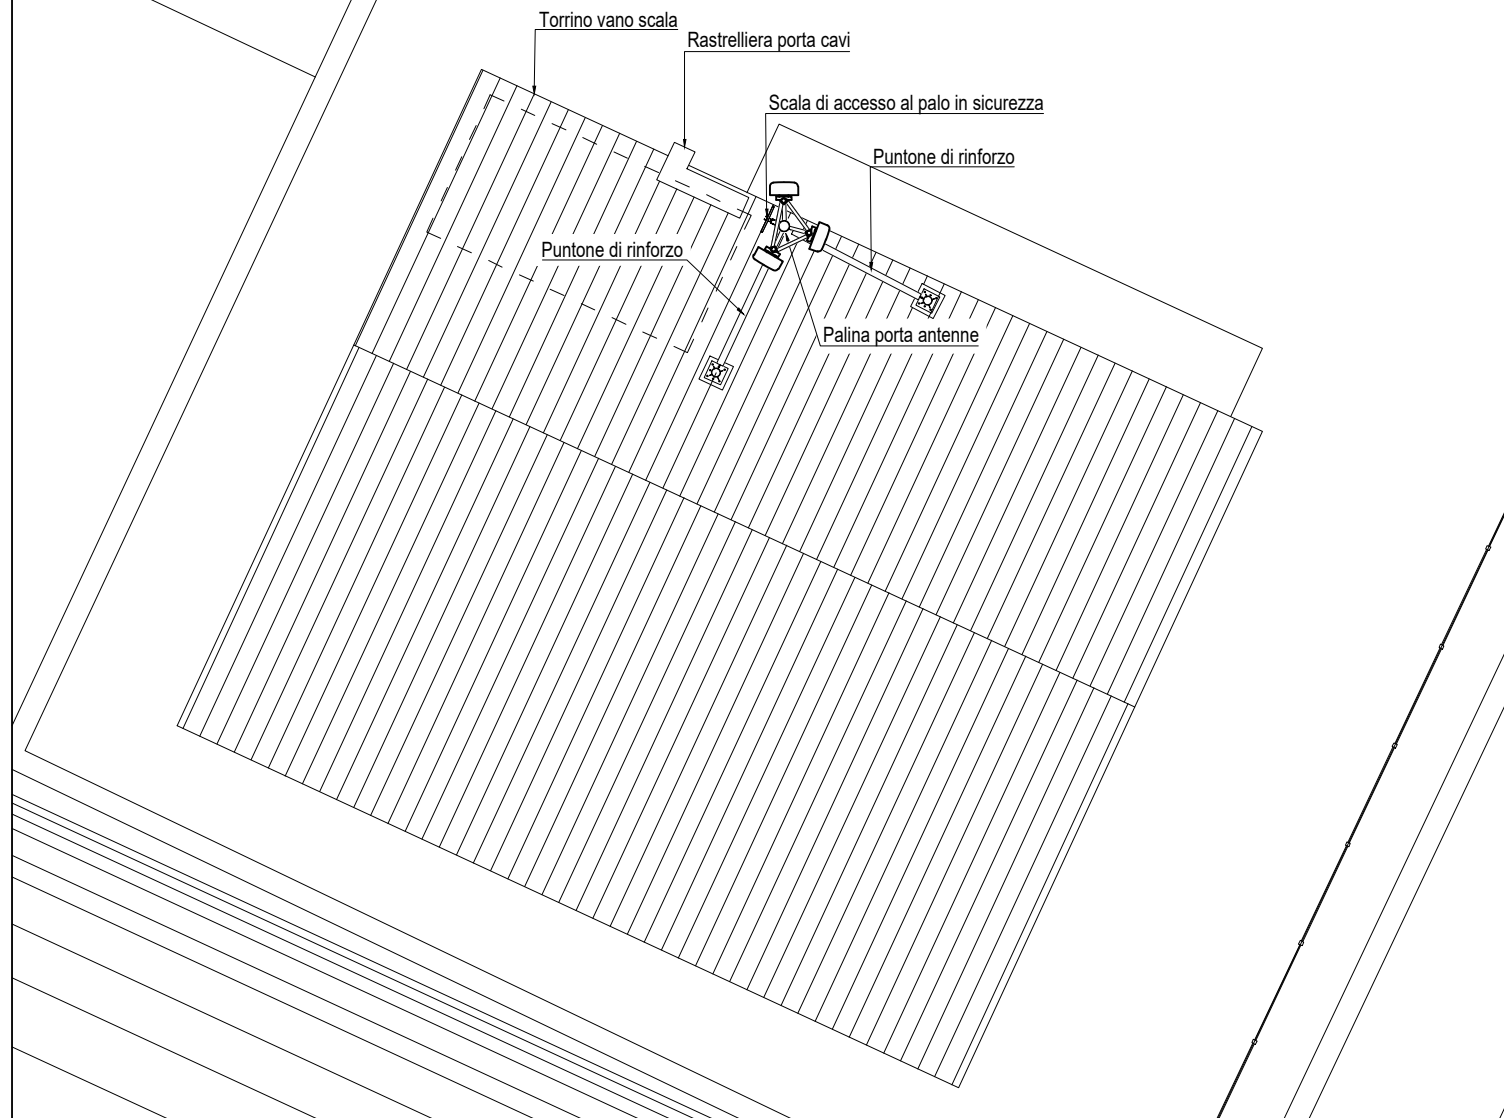 Torrino vano scala
Rastrelliera porta cavi
Scala di accesso al palo in sicurezza
Puntone di rinforzo
Puntone di rinforzo
Palina porta antenne